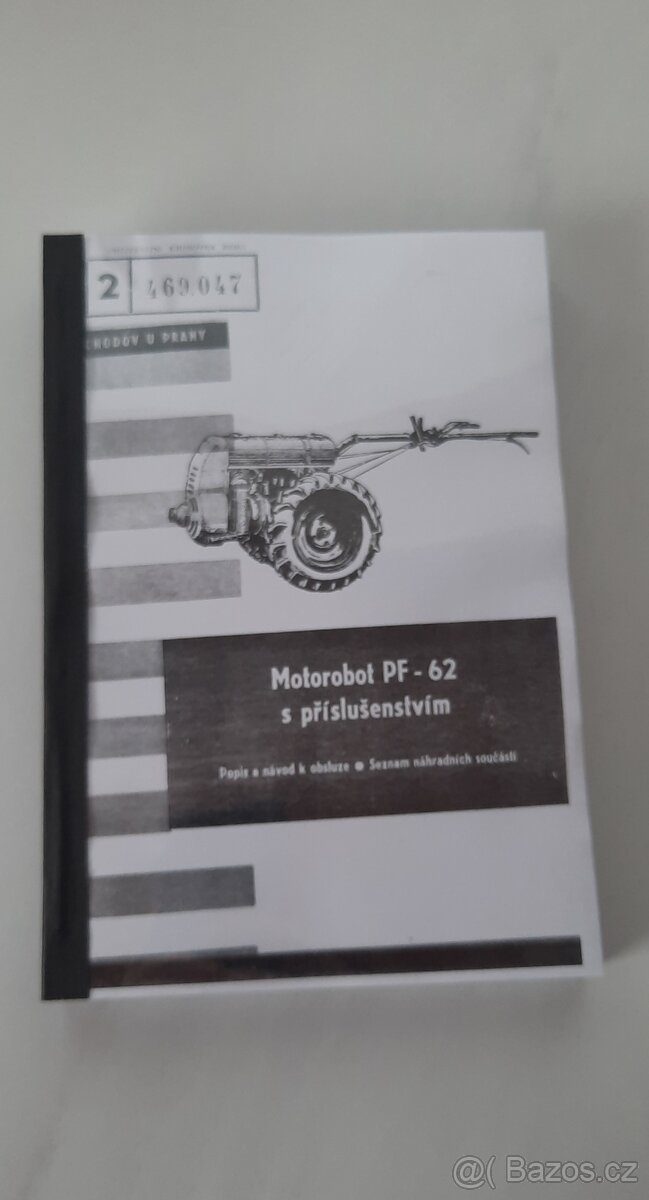 2 469.047
CHODOV U PRAHY
Motorobot PF - 62
s příslušenstvím
Popis a návod k obsluze ● Seznam náhradních součástí
@( Bazos.cz